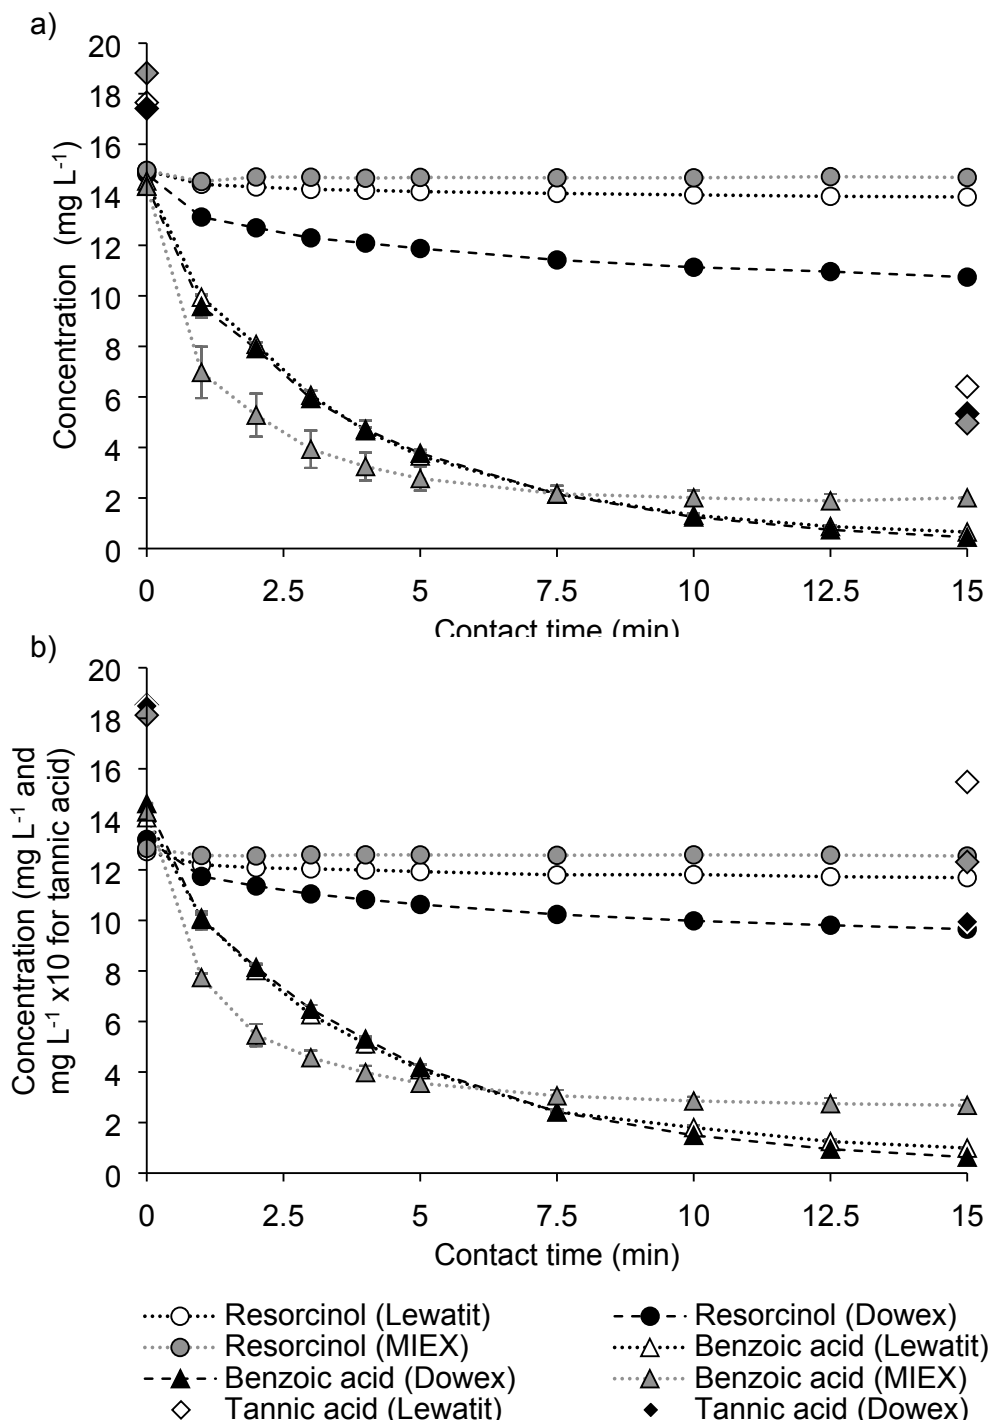 a)
20
18
16
14
12
10
8
6
4
2
0
Concentration (mg L-1)
0 2.5 5 7.5 10 12.5 15
Contact time (min)
b)
20
18
16
14
12
10
8
6
4
2
0
Concentration (mg L-1 and
mg L-1 x10 for tannic acid)
0 2.5 5 7.5 10 12.5 15
Contact time (min)
Resorcinol (Lewatit) Resorcinol (Dowex)
Resorcinol (MIEX) Benzoic acid (Lewatit)
Benzoic acid (Dowex) Benzoic acid (MIEX)
Tannic acid (Lewatit) Tannic acid (Dowex)